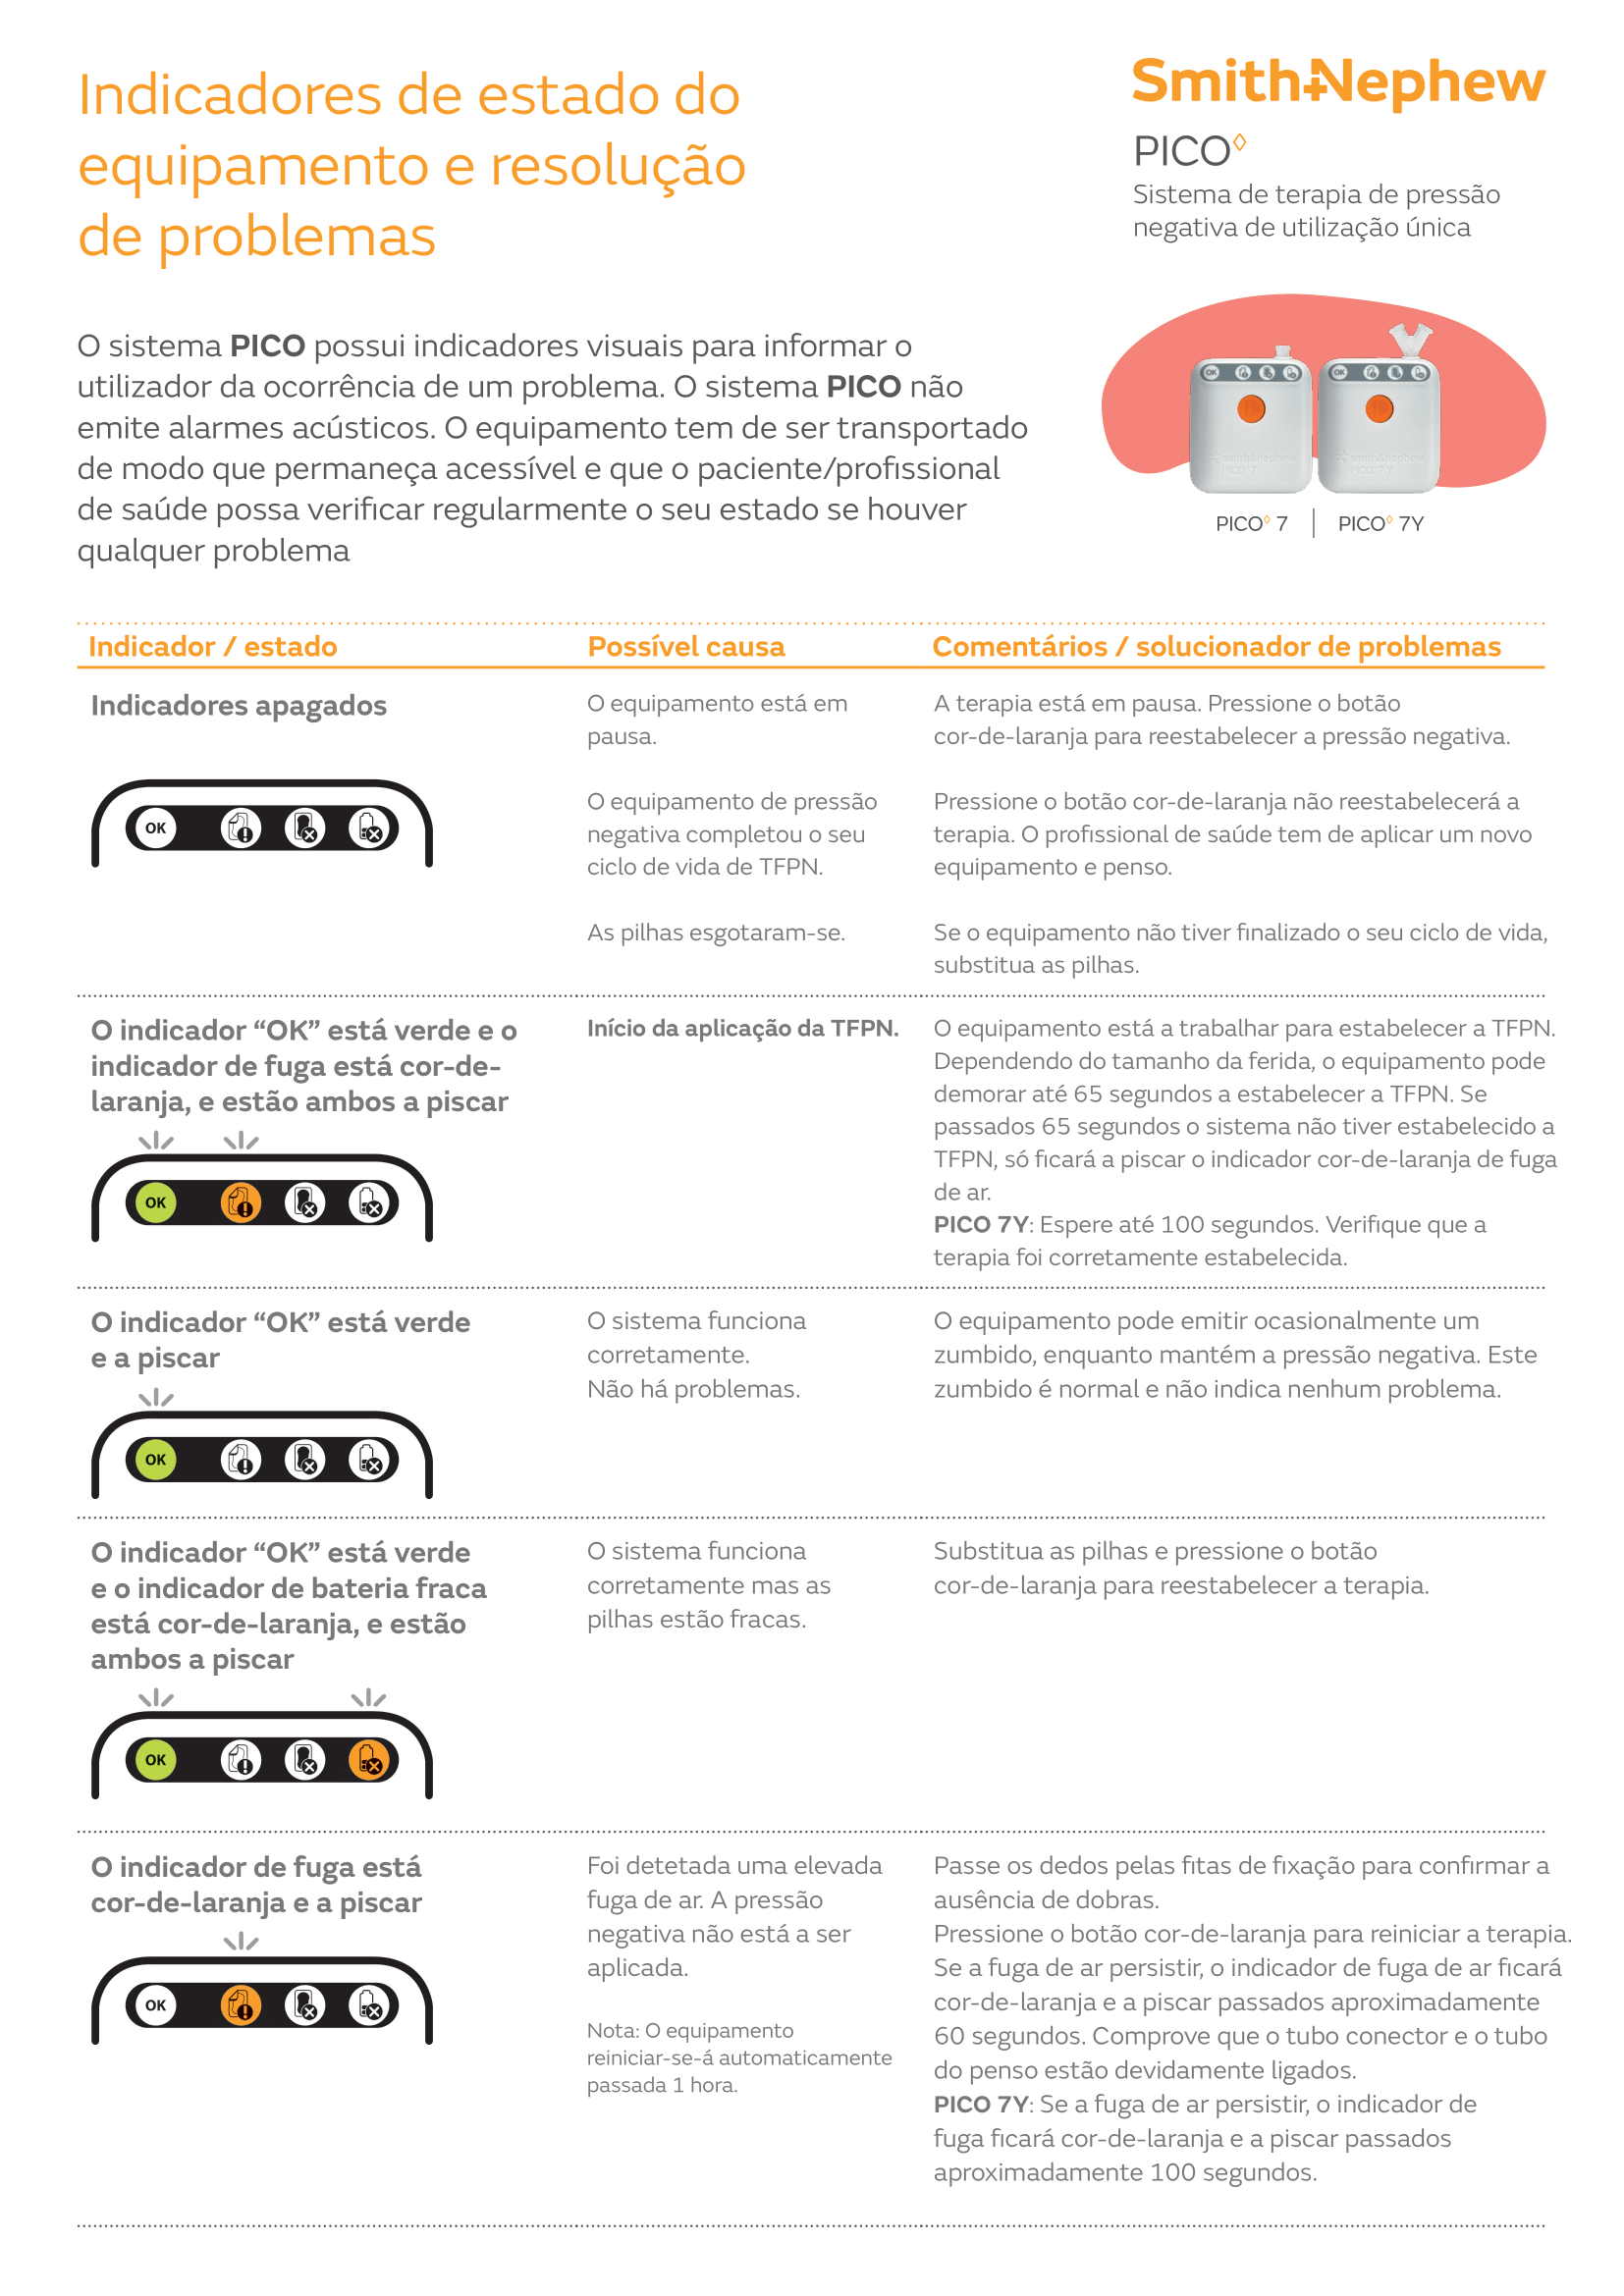 Indicadores de estado do
equipamento e resolução
de problemas
Smith+Nephew
PICO◊
Sistema de terapia de pressão
negativa de utilização única
O sistema PICO possui indicadores visuais para informar o
utilizador da ocorrência de um problema. O sistema PICO não
emite alarmes acústicos. O equipamento tem de ser transportado
de modo que permaneça acessível e que o paciente/profissional
de saúde possa verificar regularmente o seu estado se houver
qualquer problema
OK
OK
smith&nephew
PICO 7
smith&nephew
PICO 7Y
PICO◊ 7 | PICO◊ 7Y
Indicador / estado
Possível causa
Comentários / solucionador de problemas
Indicadores apagados
OK
O equipamento está em
pausa.
A terapia está em pausa. Pressione o botão
cor-de-laranja para reestabelecer a pressão negativa.
O equipamento de pressão
negativa completou o seu
ciclo de vida de TFPN.
Pressione o botão cor-de-laranja não reestabelecerá a
terapia. O profissional de saúde tem de aplicar um novo
equipamento e penso.
As pilhas esgotaram-se.
Se o equipamento não tiver finalizado o seu ciclo de vida,
substitua as pilhas.
O indicador “OK” está verde e o
indicador de fuga está cor-de-
laranja, e estão ambos a piscar
OK
Início da aplicação da TFPN.
O equipamento está a trabalhar para estabelecer a TFPN.
Dependendo do tamanho da ferida, o equipamento pode
demorar até 65 segundos a estabelecer a TFPN. Se
passados 65 segundos o sistema não tiver estabelecido a
TFPN, só ficará a piscar o indicador cor-de-laranja de fuga
de ar.
PICO 7Y: Espere até 100 segundos. Verifique que a
terapia foi corretamente estabelecida.
O indicador “OK” está verde
e a piscar
OK
O sistema funciona
corretamente.
Não há problemas.
O equipamento pode emitir ocasionalmente um
zumbido, enquanto mantém a pressão negativa. Este
zumbido é normal e não indica nenhum problema.
O indicador “OK” está verde
e o indicador de bateria fraca
está cor-de-laranja, e estão
ambos a piscar
OK
O sistema funciona
corretamente mas as
pilhas estão fracas.
Substitua as pilhas e pressione o botão
cor-de-laranja para reestabelecer a terapia.
O indicador de fuga está
cor-de-laranja e a piscar
OK
Foi detetada uma elevada
fuga de ar. A pressão
negativa não está a ser
aplicada.
Nota: O equipamento
reiniciar-se-á automaticamente
passada 1 hora.
Passe os dedos pelas fitas de fixação para confirmar a
ausência de dobras.
Pressione o botão cor-de-laranja para reiniciar a terapia.
Se a fuga de ar persistir, o indicador de fuga de ar ficará
cor-de-laranja e a piscar passados aproximadamente
60 segundos. Comprove que o tubo conector e o tubo
do penso estão devidamente ligados.
PICO 7Y: Se a fuga de ar persistir, o indicador de
fuga ficará cor-de-laranja e a piscar passados
aproximadamente 100 segundos.